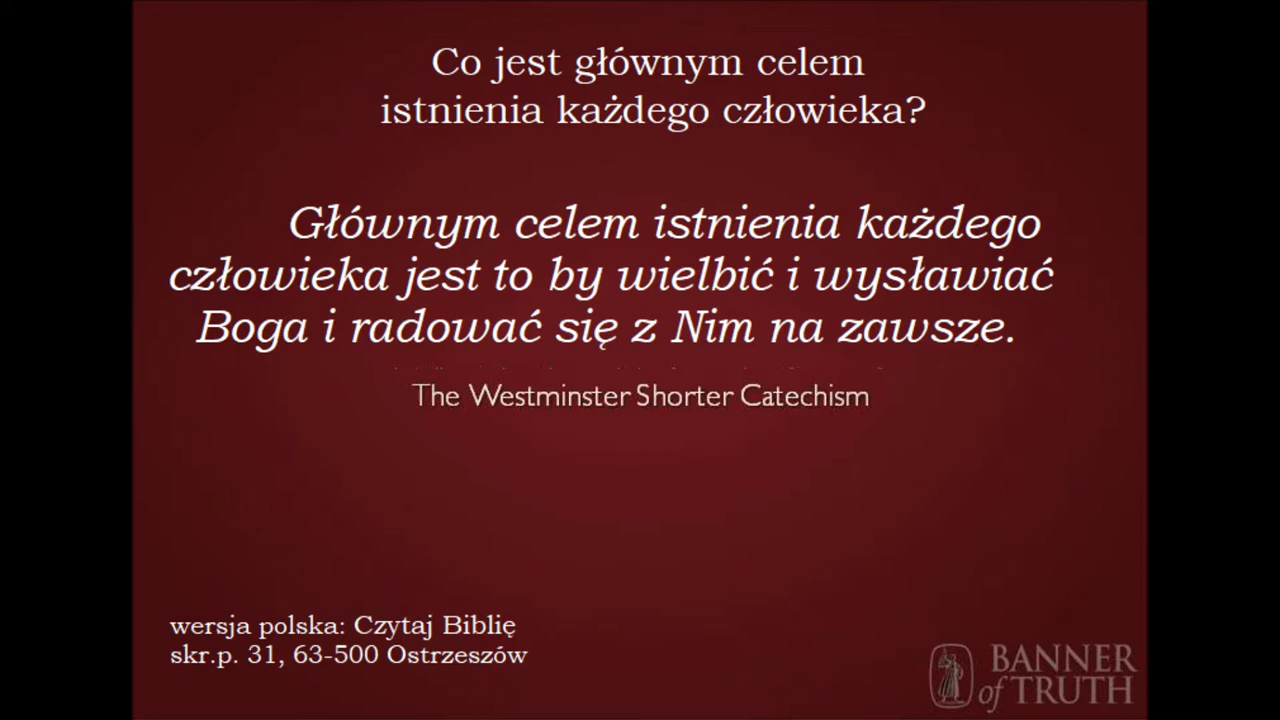 Co jest głównym celem
istnienia każdego człowieka?
Głównym celem istnienia każdego
człowieka jest to by wielbić i wysławiać
Boga i radować się z Nim na zawsze.
The Westminster Shorter Catechism
wersja polska: Czytaj Biblię
skr.p. 31, 63-500 Ostrzeszów
BANNER
of TRUTH